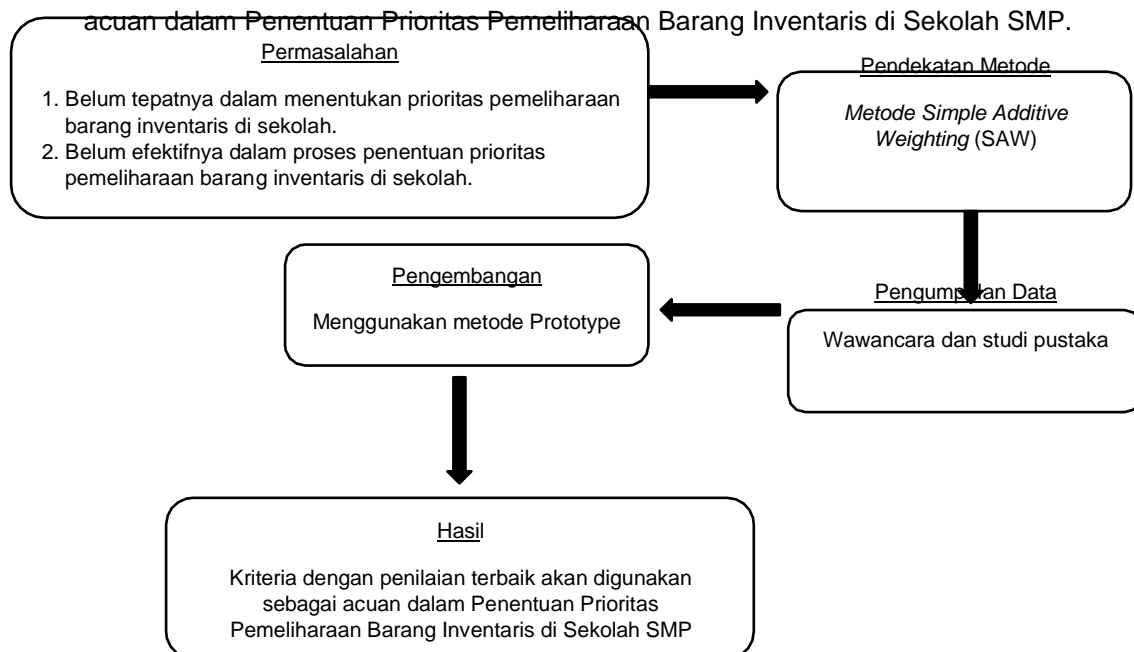 acuan dalam Penentuan Prioritas Pemeliharaan Barang Inventaris di Sekolah SMP.
Permasalahan
1. Belum tepatnya dalam menentukan prioritas pemeliharaan
barang inventaris di sekolah.
2. Belum efektifnya dalam proses penentuan prioritas
pemeliharaan barang inventaris di sekolah.
Pendekatan Metode
Metode Simple Additive
Weighting (SAW)
Pengumpulan Data
Wawancara dan studi pustaka
Pengembangan
Menggunakan metode Prototype
Hasil
Kriteria dengan penilaian terbaik akan digunakan
sebagai acuan dalam Penentuan Prioritas
Pemeliharaan Barang Inventaris di Sekolah SMP